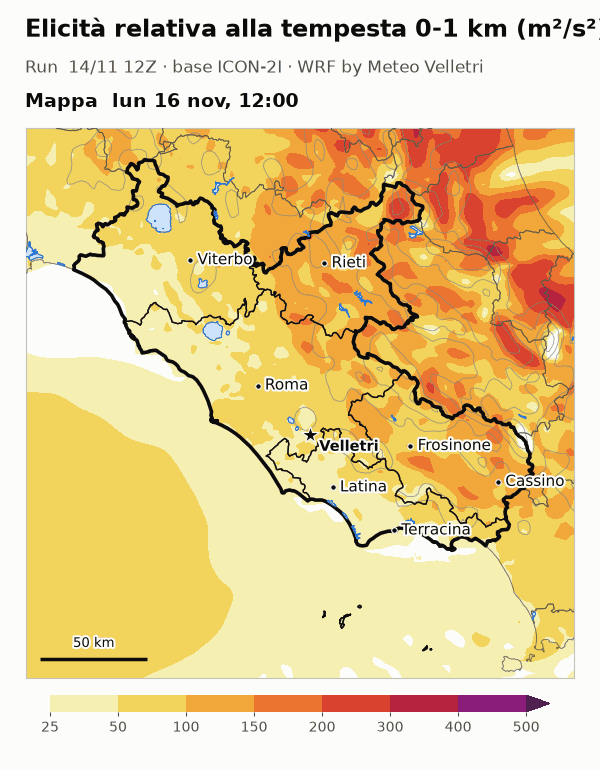 Elicità relativa alla tempesta 0-1 km (m²/s²)
Run  14/11 12Z · base ICON-2I · WRF by Meteo Velletri
Mappa  lun 16 nov, 12:00
Viterbo
Rieti
Roma
Velletri
Frosinone
Cassino
Latina
Terracina
50 km
25 50 100 150 200 300 400 500